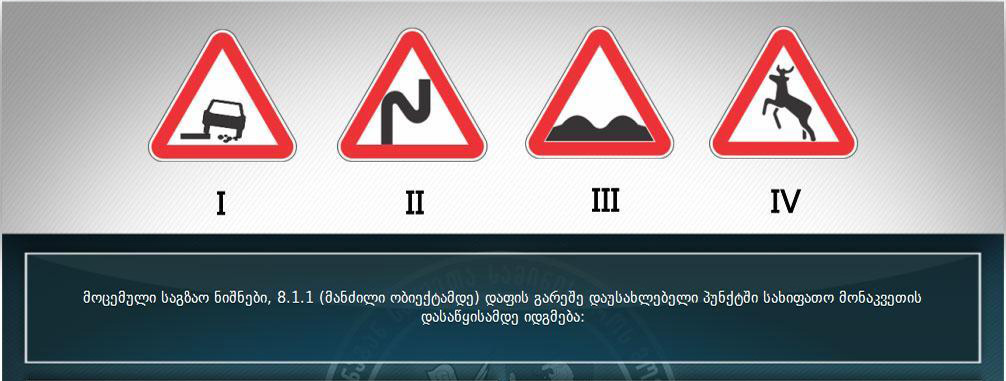 I II III IV
მოცემული საგზაო ნიშნები, 8.1.1 (მანძილი ობიექტამდე) დაფის გარეშე დაუსახლებელი პუნქტში სახიფათო მონაკვეთის
დასაწყისამდე იდგმება: